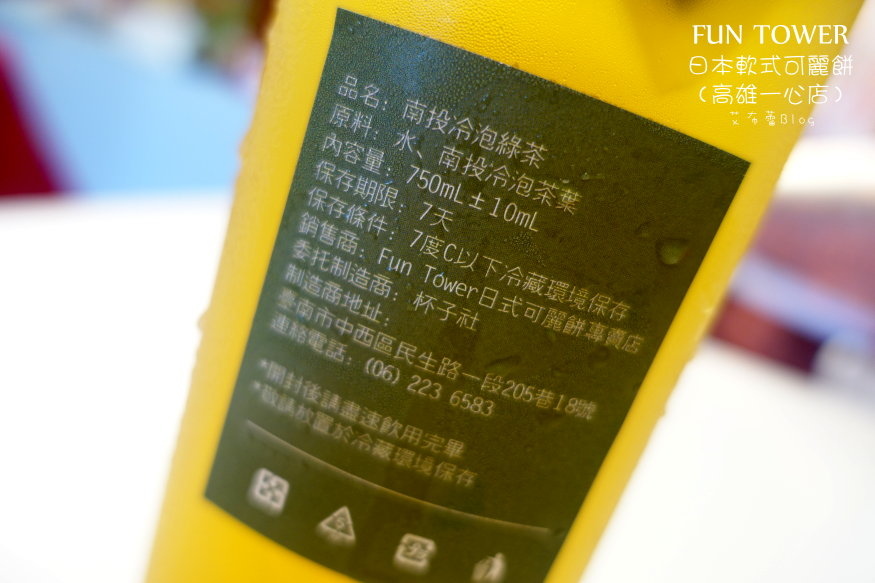 FUN TOWER
日本軟式可麗餅
(高雄一心店)
艾布蕾Blog
品名: 南投冷泡綠茶
原料: 水、南投冷泡茶葉
內容量: 750mL±10mL
保存期限: 7天
保存條件: 7度C以下冷藏環境保存
銷售商: Fun Tower日式可麗餅專賣店
委托制造商: 杯子社
制造商地址:
臺南市中西區民生路一段205巷18號
連絡電話: (06) 223 6583
*開封後請盡速飲用完畢
*敬請放置於冷藏環境保存